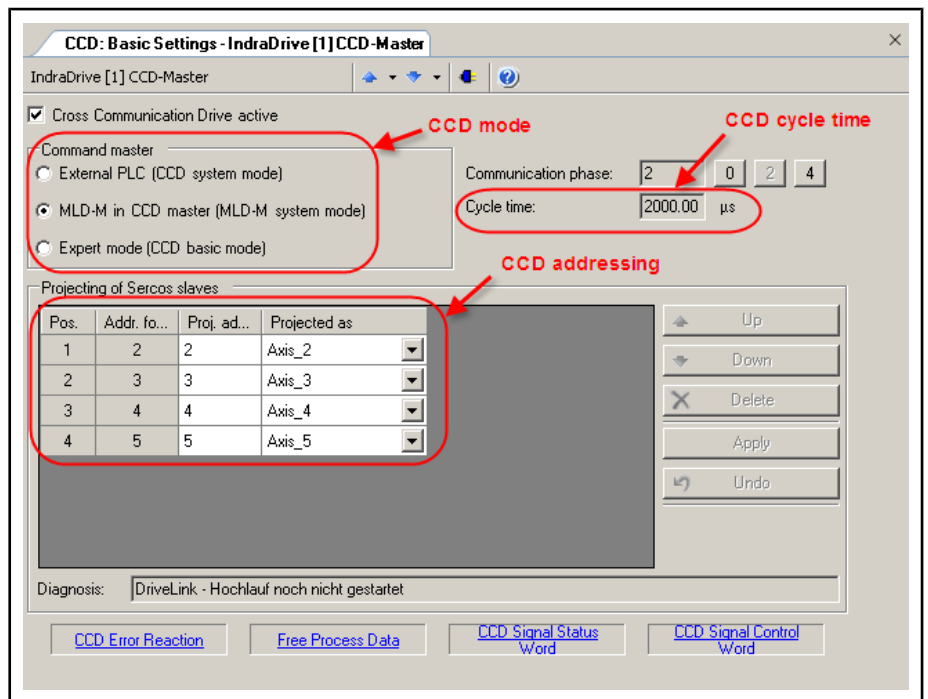 CCD: Basic Settings - IndraDrive [1] CCD-Master
IndraDrive [1] CCD-Master
Cross Communication Drive active
CCD mode
CCD cycle time
Command master
External PLC (CCD system mode)
MLD-M in CCD master (MLD-M system mode)
Expert mode (CCD basic mode)
Communication phase: 2 0 2 4
Cycle time: 2000.00 µs
CCD addressing
Projecting of Sercos slaves
Pos. Addr. fo... Proj. ad... Projected as
1 2 2 Axis_2
2 3 3 Axis_3
3 4 4 Axis_4
4 5 5 Axis_5
Up
Down
Delete
Apply
Undo
Diagnosis: DriveLink - Hochlauf noch nicht gestartet
CCD Error Reaction
Free Process Data
CCD Signal Status
Word
CCD Signal Control
Word